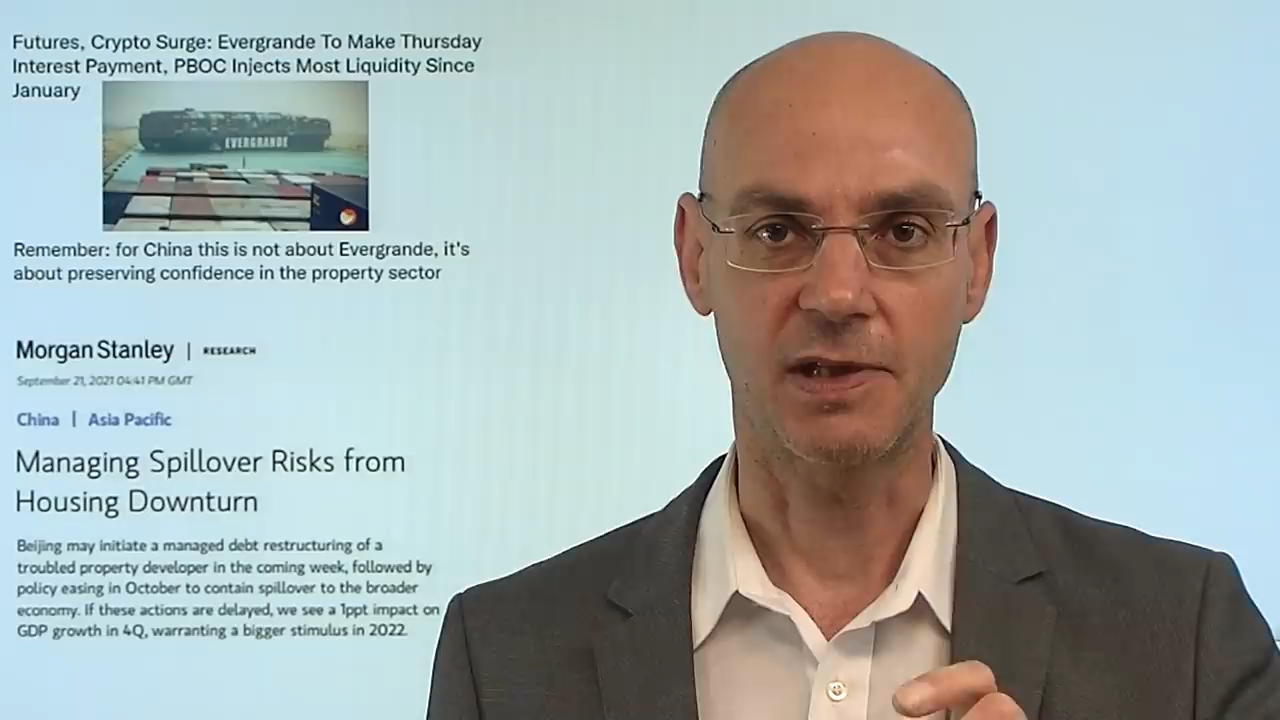 Futures, Crypto Surge: Evergrande To Make Thursday
Interest Payment, PBOC Injects Most Liquidity Since
January
EVERGRANDE
Remember: for China this is not about Evergrande, it's
about preserving confidence in the property sector
Morgan Stanley | RESEARCH
September 21, 2021 04:41 PM GMT
China | Asia Pacific
Managing Spillover Risks from
Housing Downturn
Beijing may initiate a managed debt restructuring of a
troubled property developer in the coming week, followed by
policy easing in October to contain spillover to the broader
economy. If these actions are delayed, we see a 1ppt impact on
GDP growth in 4Q, warranting a bigger stimulus in 2022.